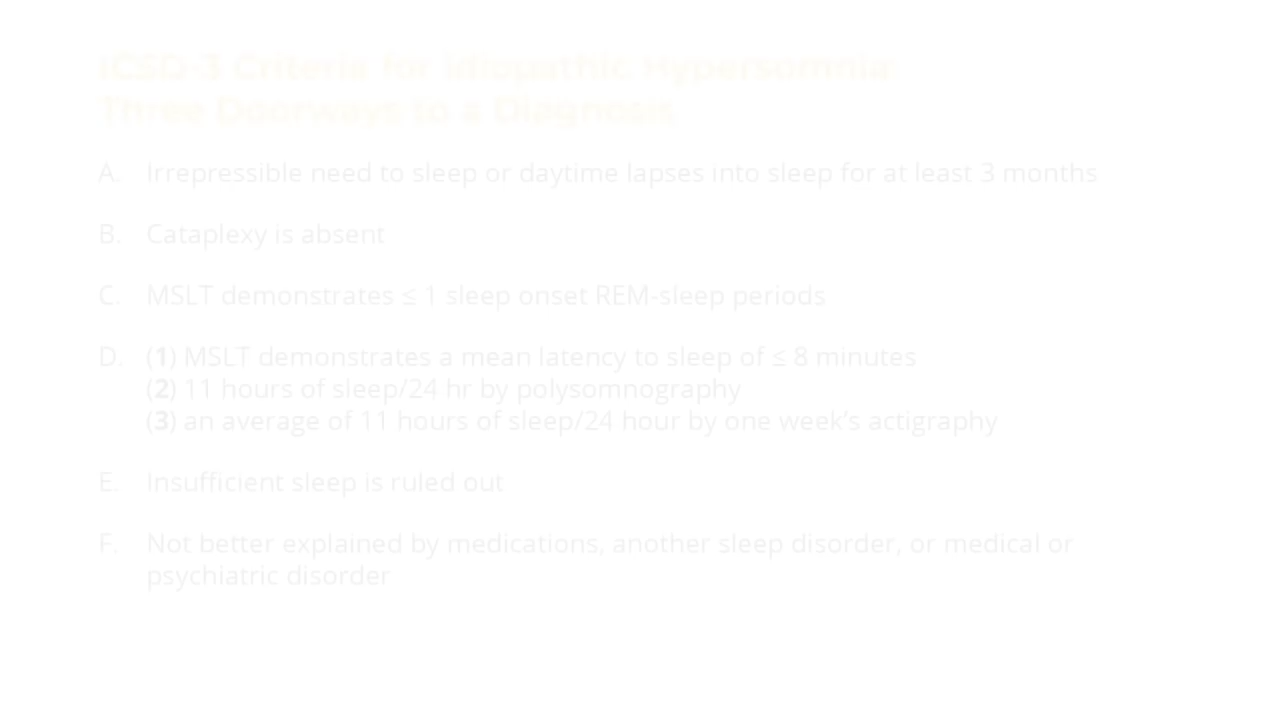 ICSD-3 Criteria for Idiopathic Hypersomnia:
Three Doorways to a Diagnosis
A. Irrepressible need to sleep or daytime lapses into sleep for at least 3 months
B. Cataplexy is absent
C. MSLT demonstrates ≤ 1 sleep onset REM-sleep periods
D. (1) MSLT demonstrates a mean latency to sleep of ≤ 8 minutes
(2) 11 hours of sleep/24 hr by polysomnography
(3) an average of 11 hours of sleep/24 hour by one week’s actigraphy
E. Insufficient sleep is ruled out
F. Not better explained by medications, another sleep disorder, or medical or
psychiatric disorder